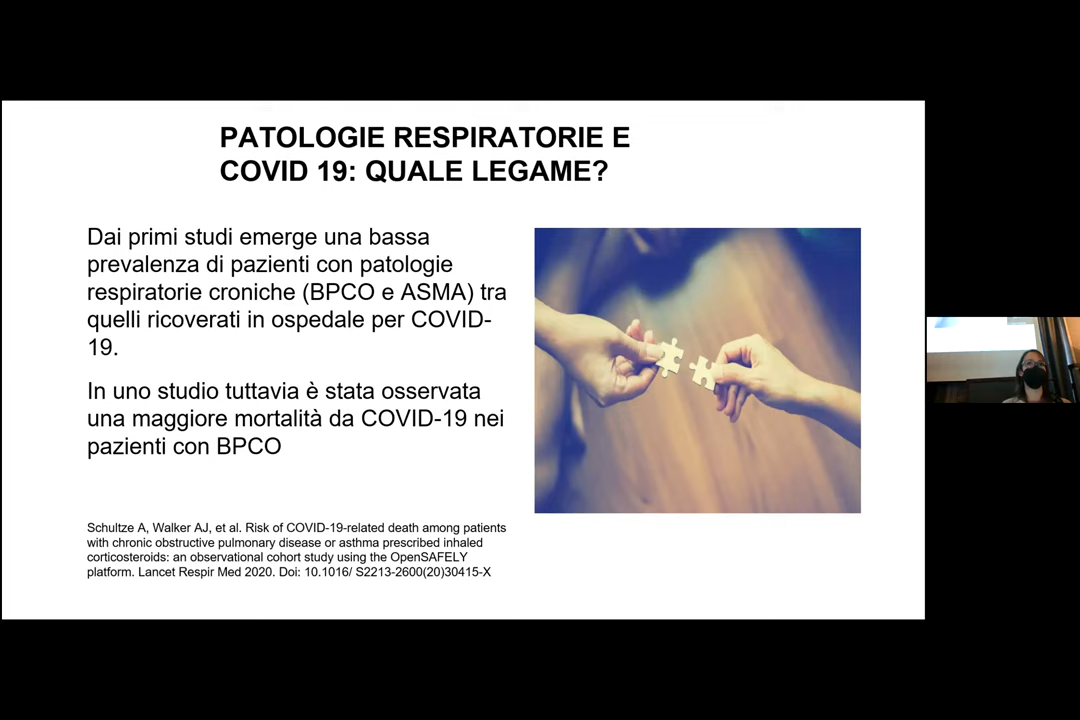 PATOLOGIE RESPIRATORIE E
COVID 19: QUALE LEGAME?
Dai primi studi emerge una bassa
prevalenza di pazienti con patologie
respiratorie croniche (BPCO e ASMA) tra
quelli ricoverati in ospedale per COVID-
19.
In uno studio tuttavia è stata osservata
una maggiore mortalità da COVID-19 nei
pazienti con BPCO
Schultze A, Walker AJ, et al. Risk of COVID-19-related death among patients
with chronic obstructive pulmonary disease or asthma prescribed inhaled
corticosteroids: an observational cohort study using the OpenSAFELY
platform. Lancet Respir Med 2020. Doi: 10.1016/ S2213-2600(20)30415-X